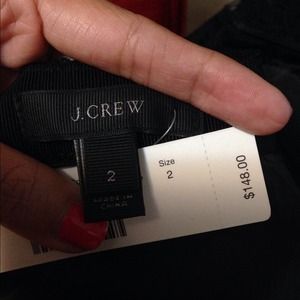 J.CREW
2
MADE IN
CHINA
Size
2
$148.00